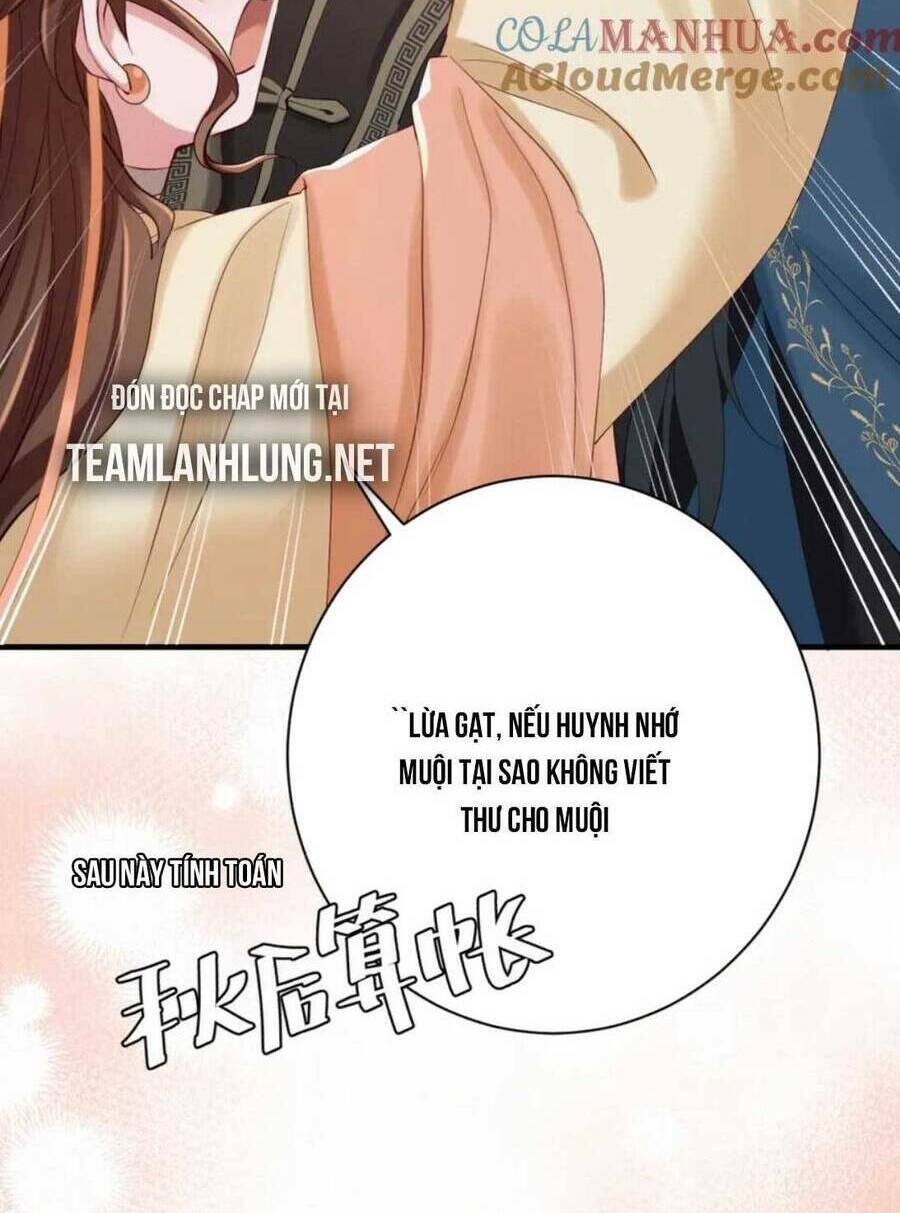 COLAMANHUA.com
ACloudMerge.com
ĐÓN ĐỌC CHAP MỚI TẠI
TEAMLANHLUNG.NET
``LỪA GẠT, NẾU HUYNH NHỚ
MUỘI TẠI SAO KHÔNG VIẾT
THƯ CHO MUỘI
SAU NÀY TÍNH TOÁN
秋后算帐